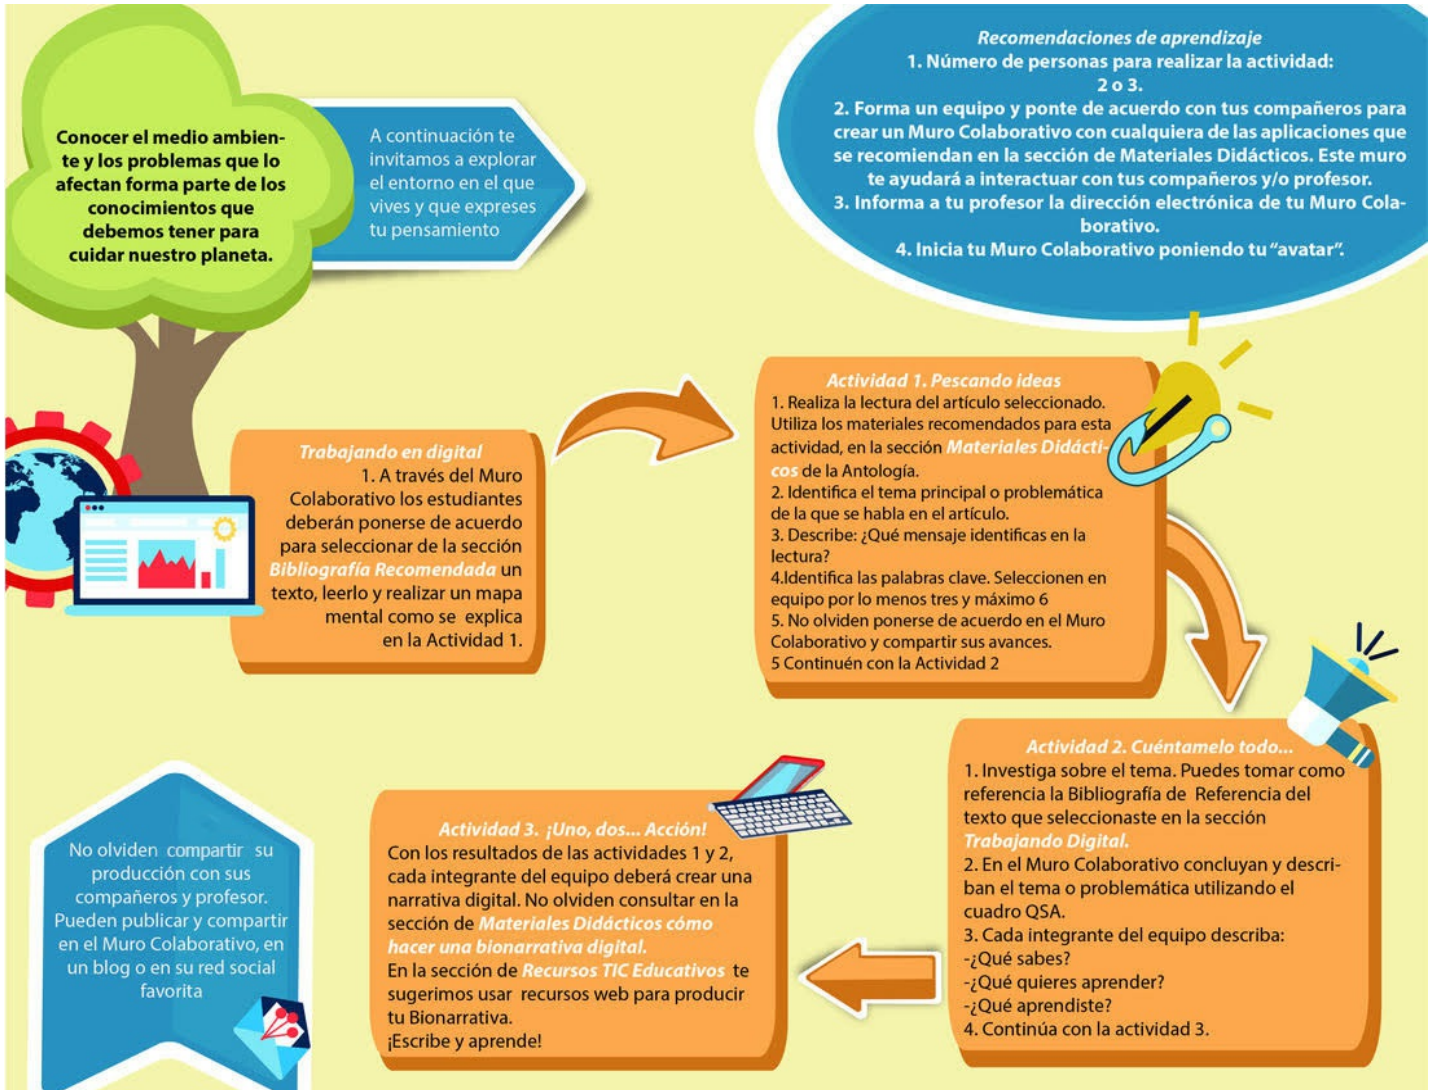 Conocer el medio ambien-
te y los problemas que lo
afectan forma parte de los
conocimientos que
debemos tener para
cuidar nuestro planeta.
A continuación te
invitamos a explorar
el entorno en el que
vives y que expreses
tu pensamiento
Recomendaciones de aprendizaje
1. Número de personas para realizar la actividad:
2 o 3.
2. Forma un equipo y ponte de acuerdo con tus compañeros para
crear un Muro Colaborativo con cualquiera de las aplicaciones que
se recomiendan en la sección de Materiales Didácticos. Este muro
te ayudará a interactuar con tus compañeros y/o profesor.
3. Informa a tu profesor la dirección electrónica de tu Muro Cola-
borativo.
4. Inicia tu Muro Colaborativo poniendo tu “avatar”.
Trabajando en digital
1. A través del Muro
Colaborativo los estudiantes
deberán ponerse de acuerdo
para seleccionar de la sección
Bibliografía Recomendada un
texto, leerlo y realizar un mapa
mental como se explica
en la Actividad 1.
Actividad 1. Pescando ideas
1. Realiza la lectura del artículo seleccionado.
Utiliza los materiales recomendados para esta
actividad, en la sección Materiales Didácti-
cos de la Antología.
2. Identifica el tema principal o problemática
de la que se habla en el artículo.
3. Describe: ¿Qué mensaje identificas en la
lectura?
4.Identifica las palabras clave. Seleccionen en
equipo por lo menos tres y máximo 6
5. No olviden ponerse de acuerdo en el Muro
Colaborativo y compartir sus avances.
5 Continuén con la Actividad 2
Actividad 2. Cuéntamelo todo...
1. Investiga sobre el tema. Puedes tomar como
referencia la Bibliografía de Referencia del
texto que seleccionaste en la sección
Trabajando Digital.
2. En el Muro Colaborativo concluyan y descri-
ban el tema o problemática utilizando el
cuadro QSA.
3. Cada integrante del equipo describa:
-¿Qué sabes?
-¿Qué quieres aprender?
-¿Qué aprendiste?
4. Continúa con la actividad 3.
Actividad 3. ¡Uno, dos... Acción!
Con los resultados de las actividades 1 y 2,
cada integrante del equipo deberá crear una
narrativa digital. No olviden consultar en la
sección de Materiales Didácticos cómo
hacer una bionarrativa digital.
En la sección de Recursos TIC Educativos te
sugerimos usar recursos web para producir
tu Bionarrativa.
¡Escribe y aprende!
No olviden compartir su
producción con sus
compañeros y profesor.
Pueden publicar y compartir
en el Muro Colaborativo, en
un blog o en su red social
favorita